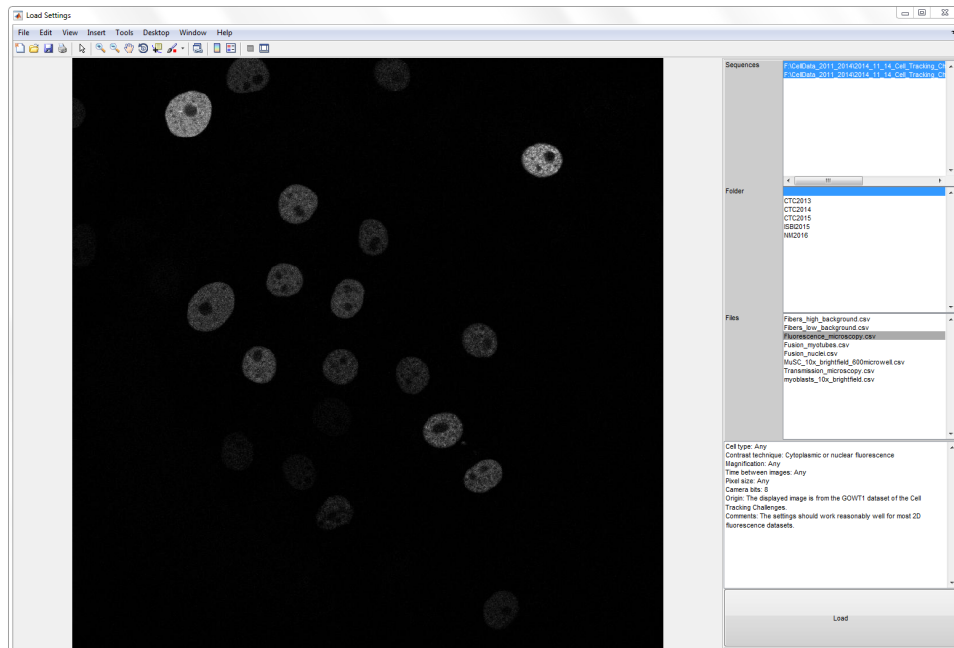 Load Settings
File Edit View Insert Tools Desktop Window Help
Sequences
F:\CellData_2011_2014\2014_11_14_Cell_Tracking_Ch
F:\CellData_2011_2014\2014_11_14_Cell_Tracking_Ch
Folder
CTC2013
CTC2014
CTC2015
ISBI2015
NM2016
Files
Fibers_high_background.csv
Fibers_low_background.csv
Fluorescence_microscopy.csv
Fusion_myotubes.csv
Fusion_nuclei.csv
MuSC_10x_brightfield_600microwell.csv
Transmission_microscopy.csv
myoblasts_10x_brightfield.csv
Cell type: Any
Contrast technique: Cytoplasmic or nuclear fluorescence
Magnification: Any
Time between images: Any
Pixel size: Any
Camera bits: 8
Origin: The displayed image is from the GOWT1 dataset of the Cell
Tracking Challenges.
Comments: The settings should work reasonably well for most 2D
fluorescence datasets.
Load